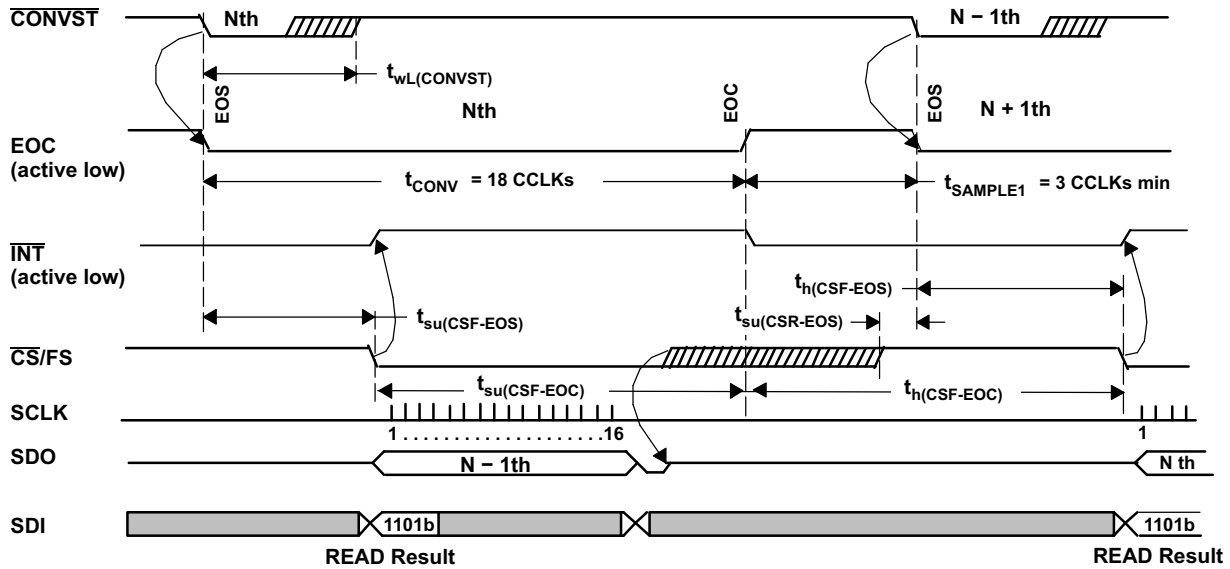 CONVST Nth N − 1th
twL(CONVST)
EOS Nth EOC EOS N + 1th
EOC
(active low)
tCONV = 18 CCLKs tSAMPLE1 = 3 CCLKs min
INT
(active low)
th(CSF-EOS)
tsu(CSF-EOS) tsu(CSR-EOS)
CS/FS
tsu(CSF-EOC) th(CSF-EOC)
SCLK
1 . . . . . . . . . . . . . . . . . . . . 16 1
SDO N − 1th N th
SDI 1101b 1101b
READ Result READ Result